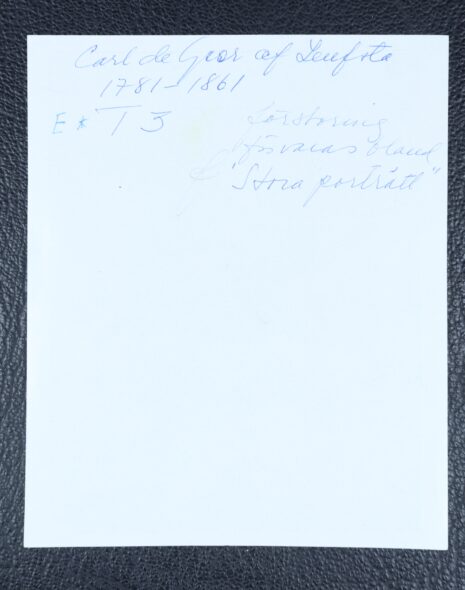 Carl de Geer af Leufsta
1781-1861
E* T 3
Förstoring
förvaras bland
"Stora porträtt"